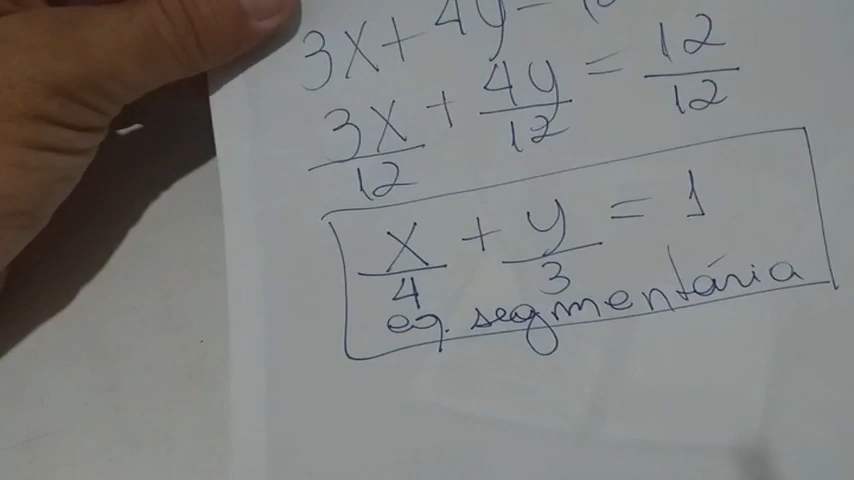 3x + 4y =
3x/12 + 4y/12 = 12/12
x/4 + y/3 = 1
eq. segmentária